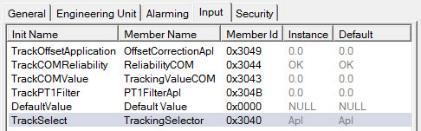 General Engineering Unit Alarming Input Security
Init Name Member Name Member Id Instance Default
TrackOffsetApplication OffsetCorrectionApl 0x3049 0.0 0.0
TrackCOMReliability ReliabilityCOM 0x3044 OK OK
TrackCOMValue TrackingValueCOM 0x3043 0.0 0.0
TrackPT1Filter PT1FilterApl 0x304B 0.0 0.0
DefaultValue Default Value 0x0000 NULL NULL
TrackSelect TrackingSelector 0x3040 Apl Apl